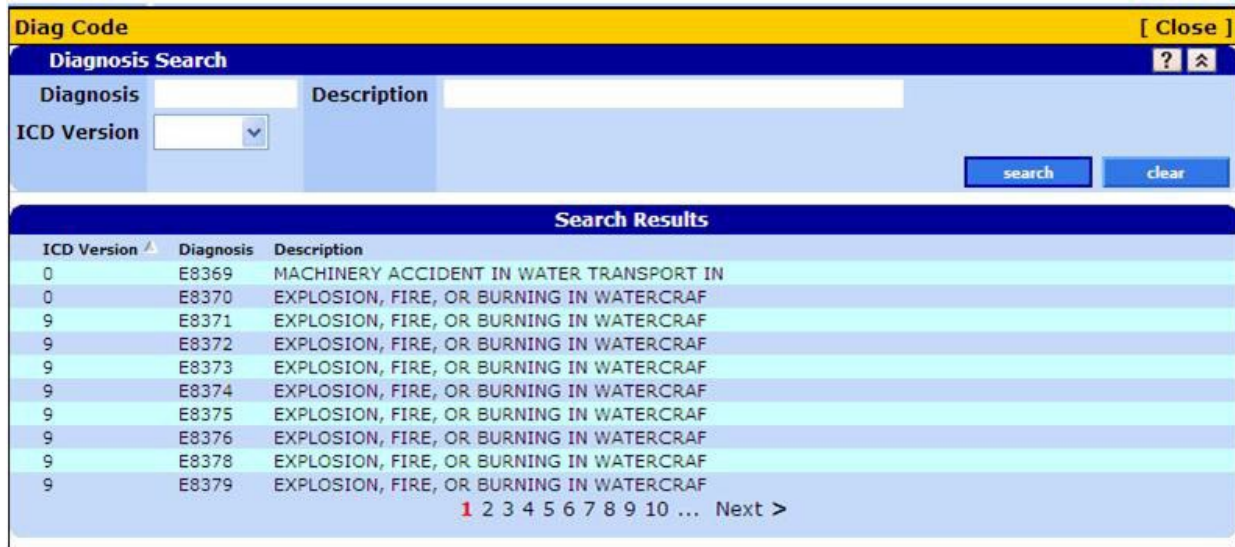 Diag Code [ Close ]
Diagnosis Search ?
Diagnosis Description
ICD Version
search clear
Search Results
ICD Version Diagnosis Description
0 E8369 MACHINERY ACCIDENT IN WATER TRANSPORT IN
0 E8370 EXPLOSION, FIRE, OR BURNING IN WATERCRAF
9 E8371 EXPLOSION, FIRE, OR BURNING IN WATERCRAF
9 E8372 EXPLOSION, FIRE, OR BURNING IN WATERCRAF
9 E8373 EXPLOSION, FIRE, OR BURNING IN WATERCRAF
9 E8374 EXPLOSION, FIRE, OR BURNING IN WATERCRAF
9 E8375 EXPLOSION, FIRE, OR BURNING IN WATERCRAF
9 E8376 EXPLOSION, FIRE, OR BURNING IN WATERCRAF
9 E8378 EXPLOSION, FIRE, OR BURNING IN WATERCRAF
9 E8379 EXPLOSION, FIRE, OR BURNING IN WATERCRAF
1 2 3 4 5 6 7 8 9 10 ... Next >